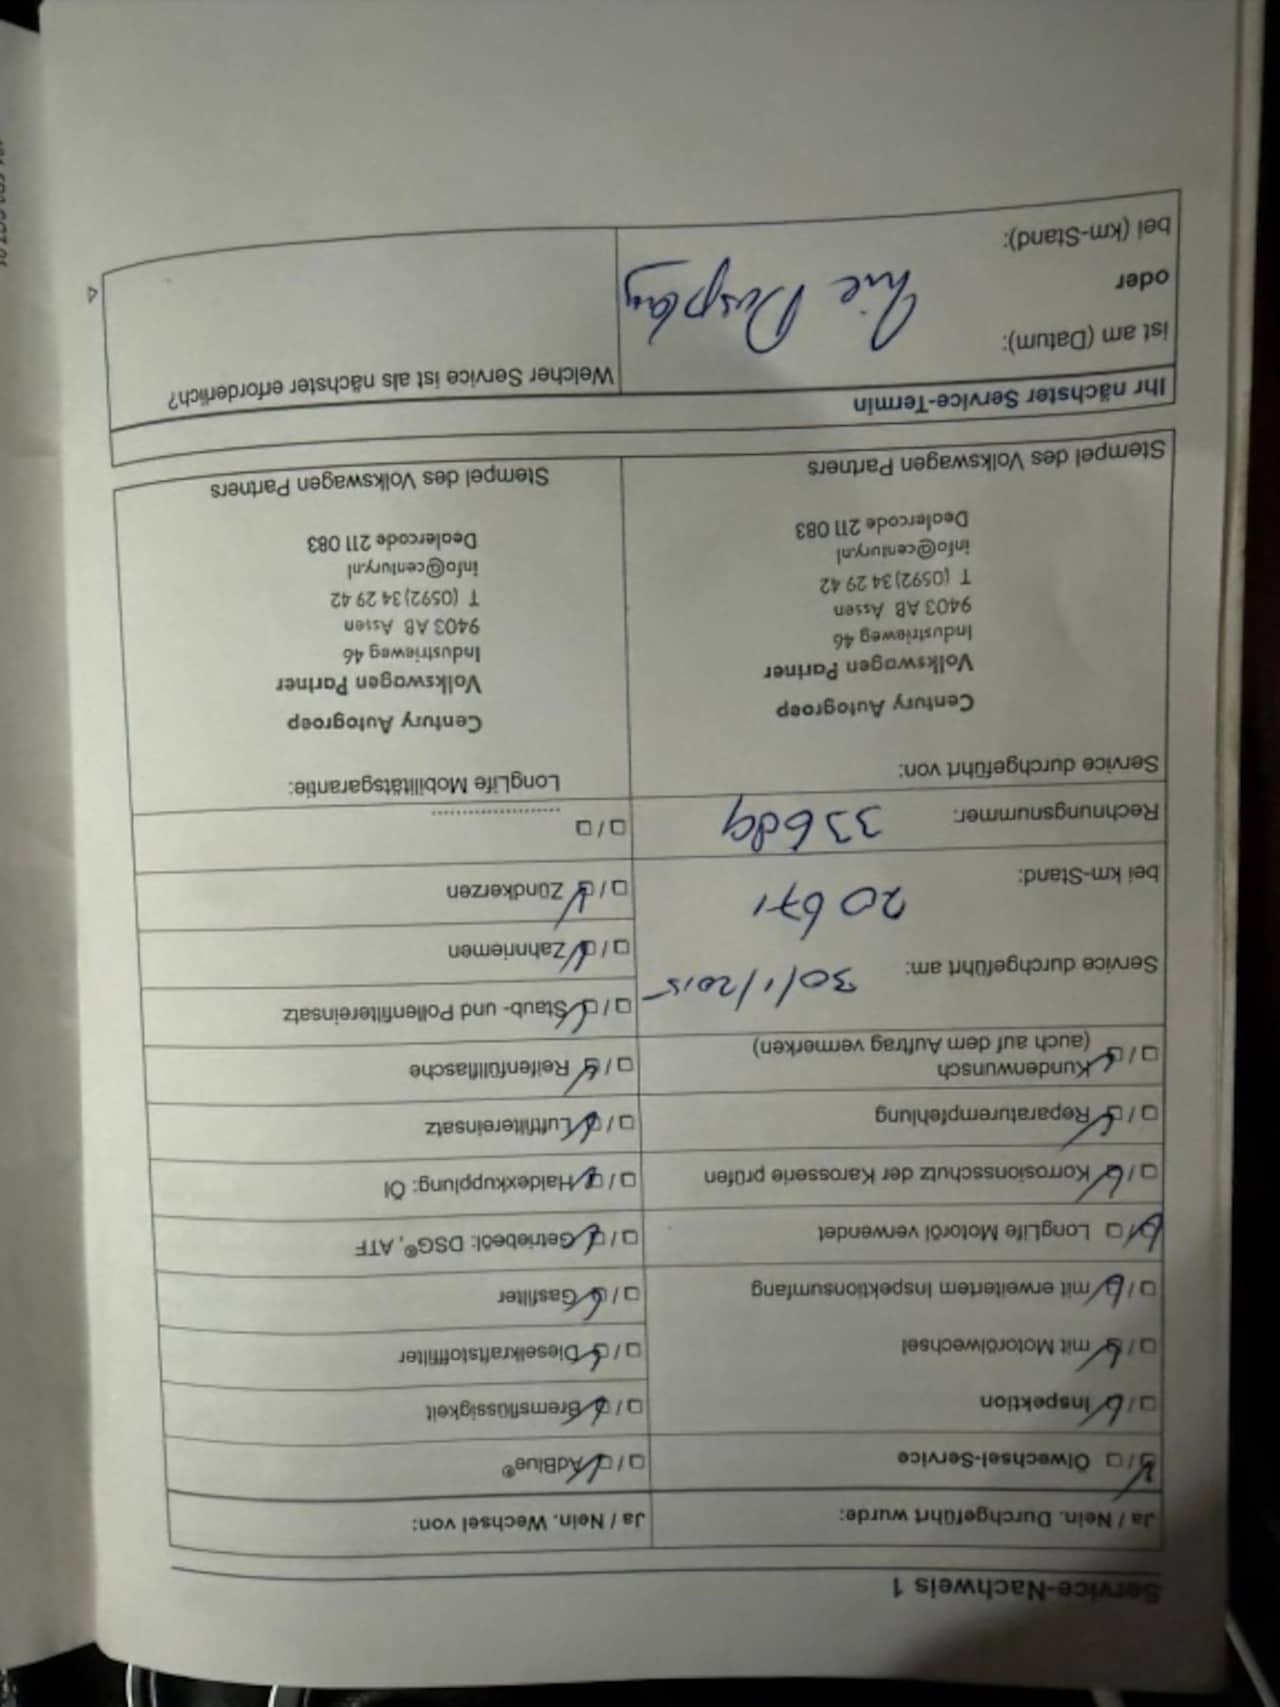 Service-Nachweis 1
Ja / Nein. Durchgeführt wurde:
Ölwechsel-Service
Inspektion
mit Motorölwechsel
mit erweitertem Inspektionsumfang
LongLife Motoröl verwendet
Korrosionsschutz der Karosserie prüfen
Reparaturempfehlung
Kundenwunsch
(auch auf dem Auftrag vermerken)
Service durchgeführt am: 30/1/2015
bei km-Stand: 20671
Rechnungsnummer: 33689
Service durchgeführt von:
Century Autogroep
Volkswagen Partner
Industrieweg 46
9403 AB Assen
T (0592) 34 29 42
info@century.nl
Dealercode 211 083
Stempel des Volkswagen Partners
Ja / Nein. Wechsel von:
AdBlue®
Bremsflüssigkeit
Dieselkraftstofffilter
Gasfilter
Getriebeöl: DSG®, ATF
Haldexkupplung: Öl
Luftfiltereinsatz
Reifenfüllflasche
Staub- und Pollenfiltereinsatz
Zahnriemen
Zündkerzen
LongLife Mobilitätsgarantie:
Century Autogroep
Volkswagen Partner
Industrieweg 46
9403 AB Assen
T (0592) 34 29 42
info@century.nl
Dealercode 211 083
Stempel des Volkswagen Partners
Ihr nächster Service-Termin
ist am (Datum):
oder
bei (km-Stand):
Zie Display
Welcher Service ist als nächster erforderlich?